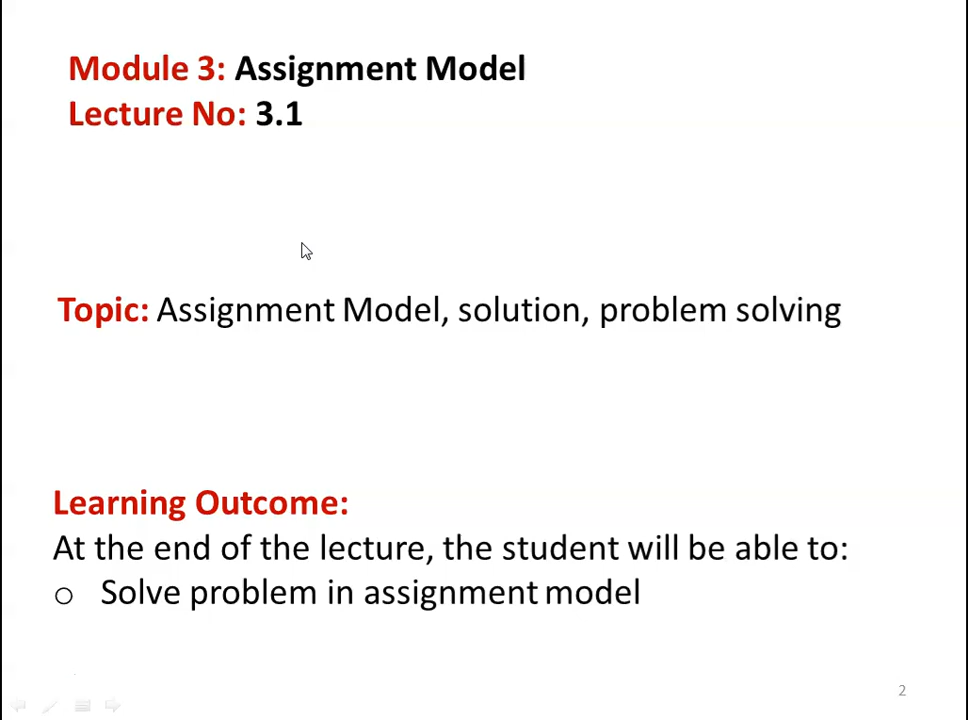 Module 3: Assignment Model
Lecture No: 3.1
Topic: Assignment Model, solution, problem solving
Learning Outcome:
At the end of the lecture, the student will be able to:
o Solve problem in assignment model
2